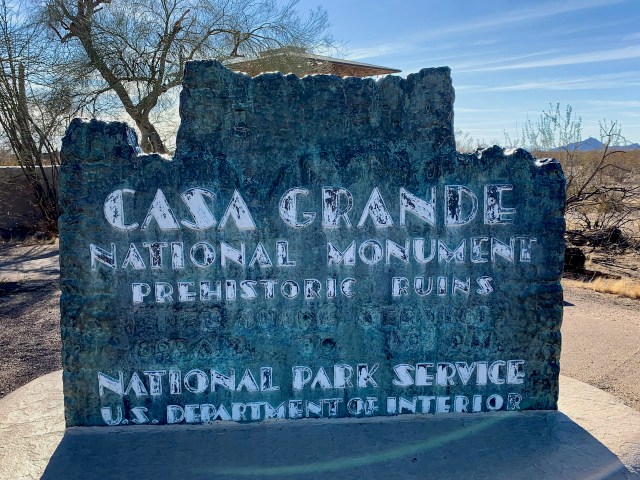 CASA GRANDE
NATIONAL MONUMENT
PREHISTORIC RUINS
NATIONAL PARK SERVICE
U.S. DEPARTMENT OF INTERIOR